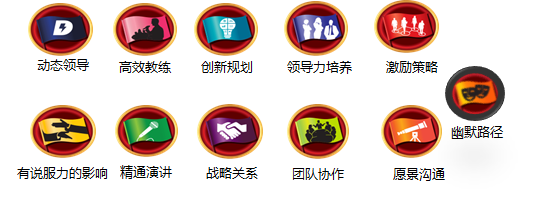 D
动态领导
高效教练
创新规划
领导力培养
激励策略
幽默路径
有说服力的影响
精通演讲
战略关系
团队协作
愿景沟通